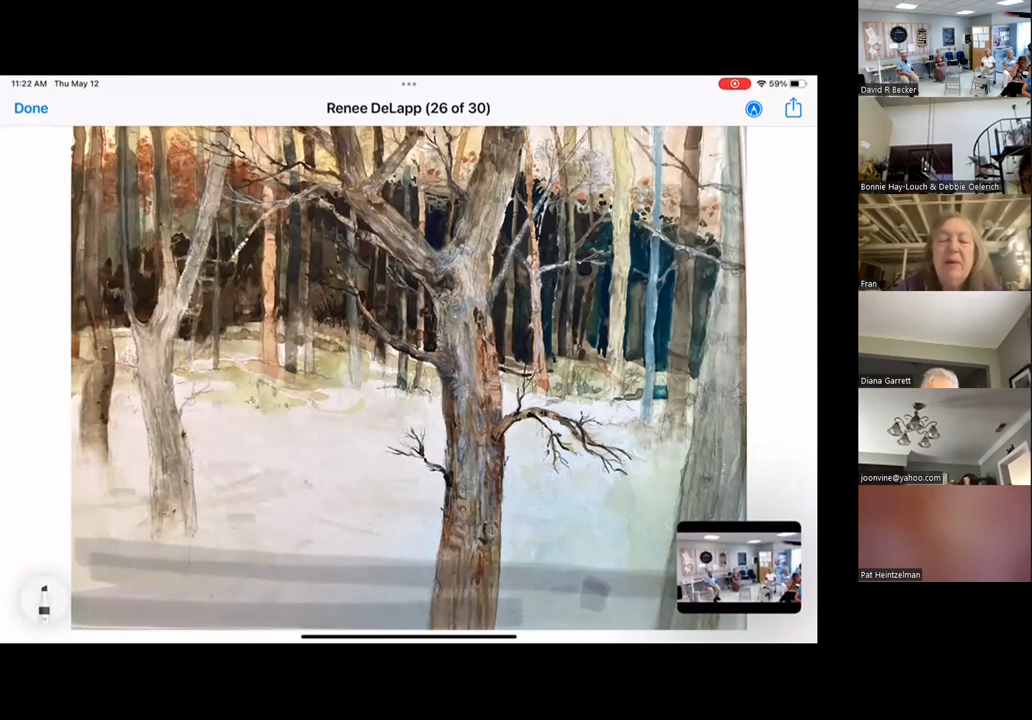 11:22 AM Thu May 12
59%
Done
Renee DeLapp (26 of 30)
David R Becker
Bonnie Hay-Louch & Debbie Oelerich
Fran
Diana Garrett
joonvine@yahoo.com
Pat Heintzelman